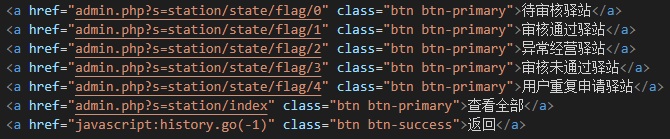 <a href="admin.php?s=station/state/flag/0" class="btn btn-primary">待审核驿站</a>
<a href="admin.php?s=station/state/flag/1" class="btn btn-primary">审核通过驿站</a>
<a href="admin.php?s=station/state/flag/2" class="btn btn-primary">异常经营驿站</a>
<a href="admin.php?s=station/state/flag/3" class="btn btn-primary">审核未通过驿站</a>
<a href="admin.php?s=station/state/flag/4" class="btn btn-primary">用户重复申请驿站</a>
<a href="admin.php?s=station/index" class="btn btn-primary">查看全部</a>
<a href="javascript:history.go(-1)" class="btn btn-success">返回</a>